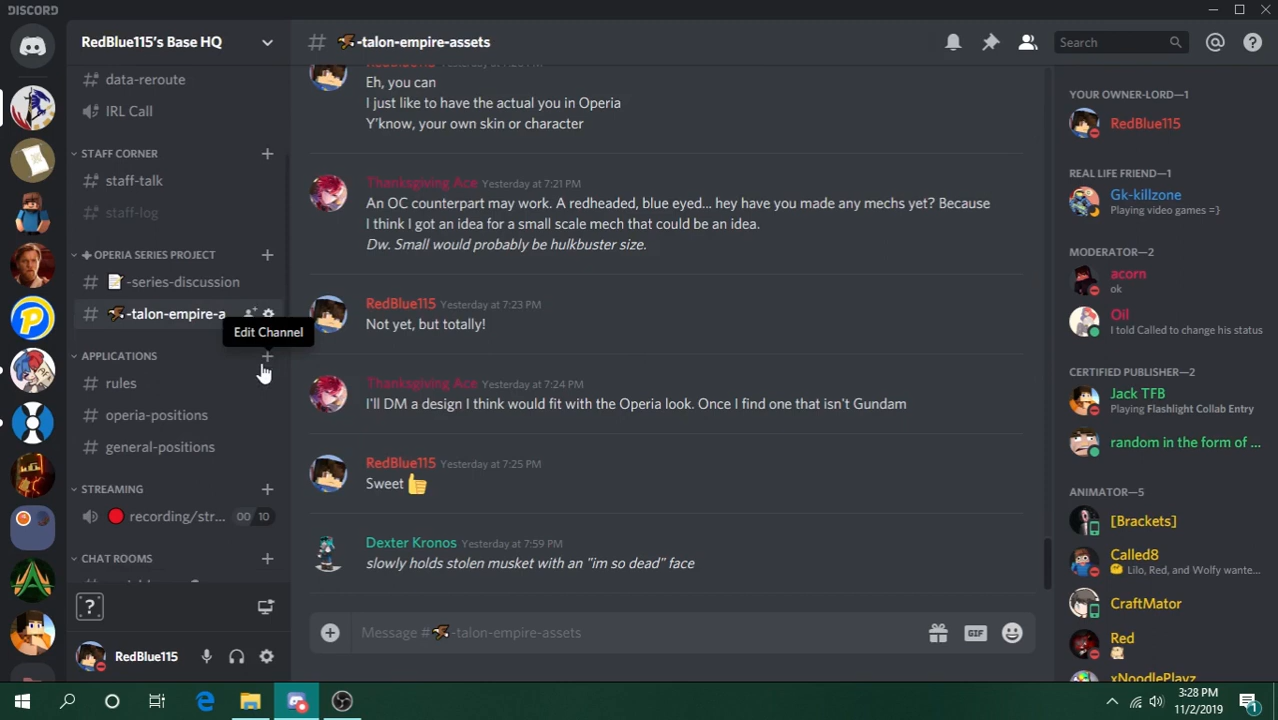 DISCORD
RedBlue115's Base HQ
data-reroute
IRL Call
STAFF CORNER
staff-talk
staff-log
OPERIA SERIES PROJECT
-series-discussion
-talon-empire-a
Edit Channel
APPLICATIONS
rules
operia-positions
general-positions
STREAMING
recording/str...
00 10
CHAT ROOMS
RedBlue115
-talon-empire-assets
Search
Eh, you can
I just like to have the actual you in Operia
Y'know, your own skin or character
Thanksgiving Ace Yesterday at 7:21 PM
An OC counterpart may work. A redheaded, blue eyed... hey have you made any mechs yet? Because
I think I got an idea for a small scale mech that could be an idea.
Dw. Small would probably be hulkbuster size.
RedBlue115 Yesterday at 7:23 PM
Not yet, but totally!
Thanksgiving Ace Yesterday at 7:24 PM
I'll DM a design I think would fit with the Operia look. Once I find one that isn't Gundam
RedBlue115 Yesterday at 7:25 PM
Sweet
Dexter Kronos Yesterday at 7:59 PM
slowly holds stolen musket with an "im so dead" face
Message # -talon-empire-assets
GIF
YOUR OWNER-LORD—1
RedBlue115
REAL LIFE FRIEND—1
Gk-killzone
Playing video games =}
MODERATOR—2
acorn
ok
Oil
I told Called to change his status
CERTIFIED PUBLISHER—2
Jack TFB
Playing Flashlight Collab Entry
random in the form of ...
ANIMATOR—5
[Brackets]
Called8
Lilo, Red, and Wolfy wante...
CraftMator
Red
xNoodlePlayz
3:28 PM
11/2/2019
1